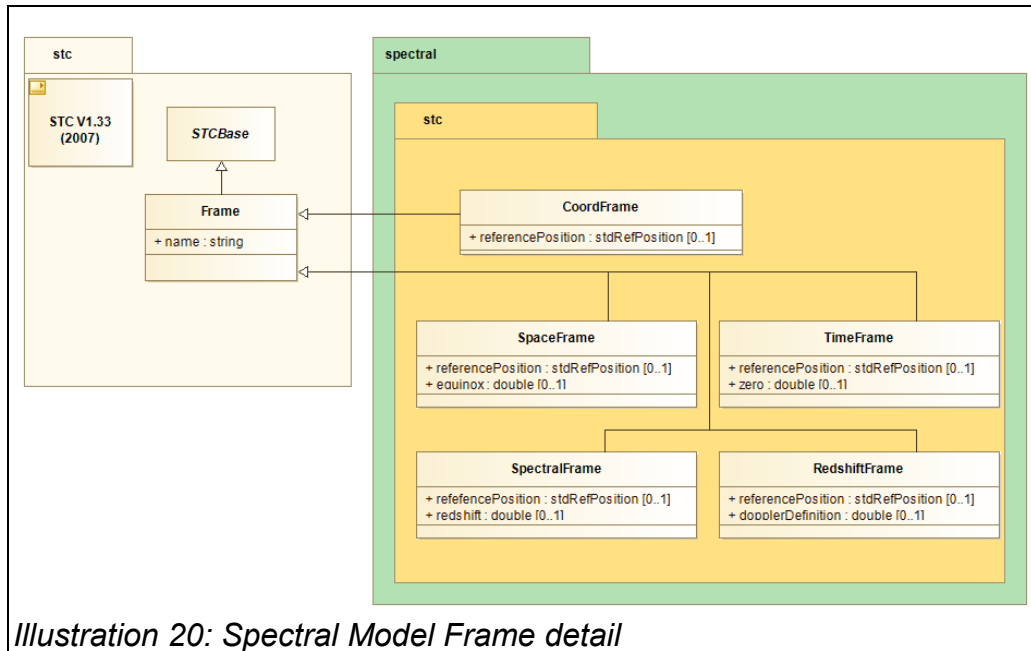 stc
STC V1.33
(2007)
STCBase
Frame
+ name : string
spectral
stc
CoordFrame
+ referencePosition : stdRefPosition [0..1]
SpaceFrame
+ referencePosition : stdRefPosition [0..1]
+ equinox : double [0..1]
TimeFrame
+ referencePosition : stdRefPosition [0..1]
+ zero : double [0..1]
SpectralFrame
+ refefencePosition : stdRefPosition [0..1]
+ redshift : double [0..1]
RedshiftFrame
+ referencePosition : stdRefPosition [0..1]
+ dopplerDefinition : double [0..1]
Illustration 20: Spectral Model Frame detail